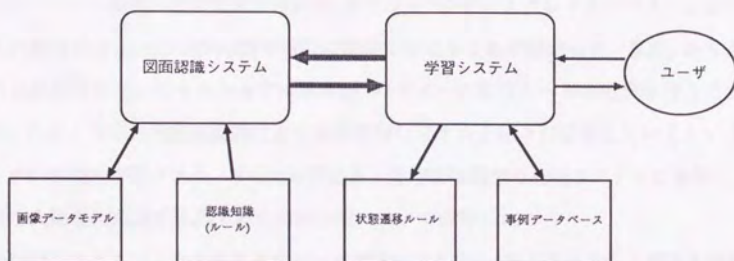 図面認識システム
学習システム
ユーザ
画像データモデル
認識知識
(ルール)
状態遷移ルール
事例データベース